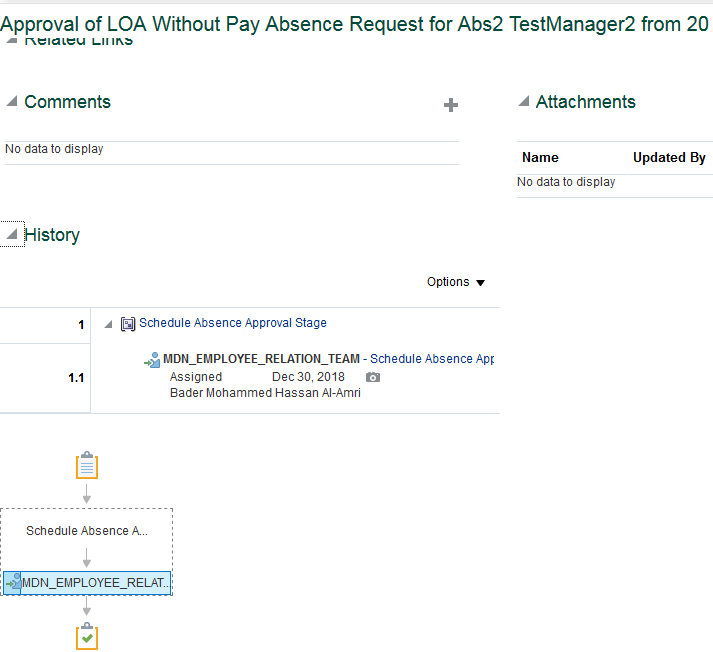 Approval of LOA Without Pay Absence Request for Abs2 TestManager2 from 20
Related Links
Comments
No data to display
Attachments
Name Updated By
No data to display
History
Options
1 Schedule Absence Approval Stage
1.1 MDN_EMPLOYEE_RELATION_TEAM - Schedule Absence App
Assigned Dec 30, 2018
Bader Mohammed Hassan Al-Amri
Schedule Absence A...
MDN_EMPLOYEE_RELAT...